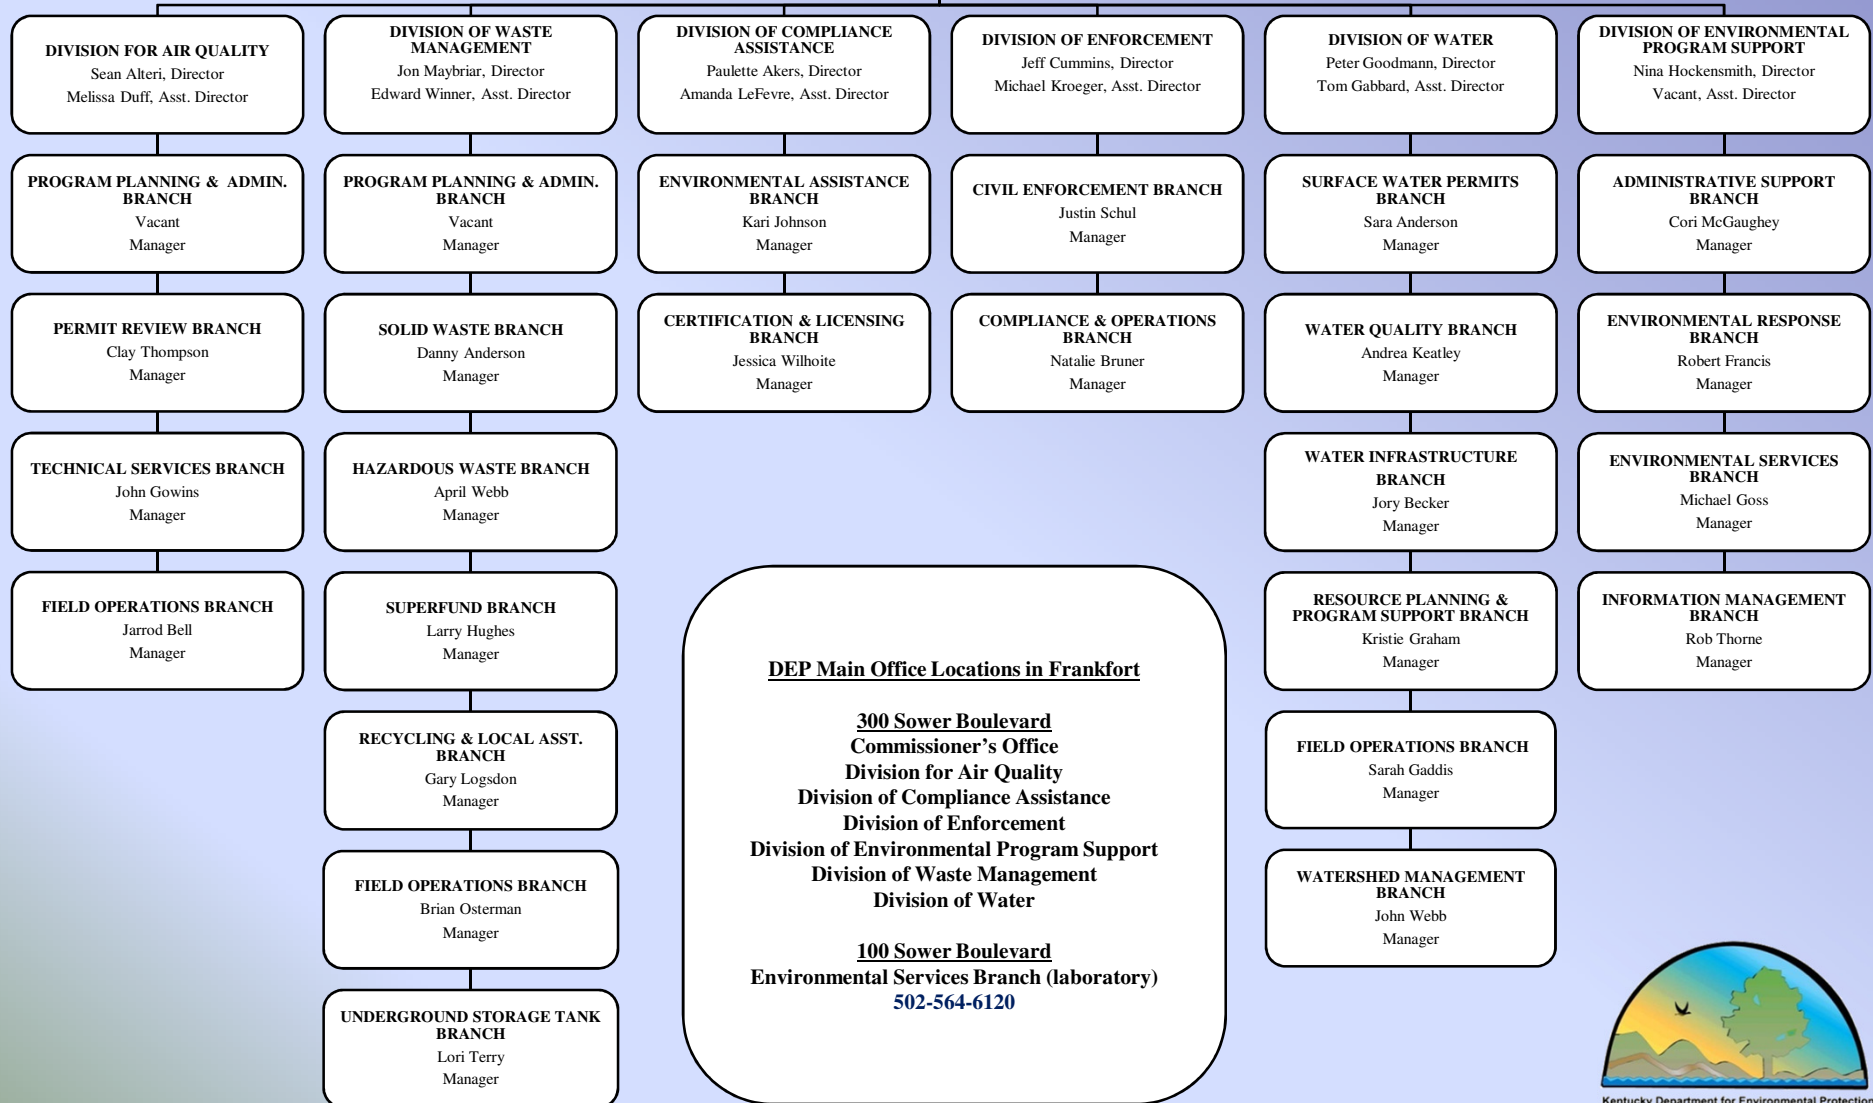 DIVISION FOR AIR QUALITY
Sean Alteri, Director
Melissa Duff, Asst. Director
PROGRAM PLANNING & ADMIN.
BRANCH
Vacant
Manager
PERMIT REVIEW BRANCH
Clay Thompson
Manager
TECHNICAL SERVICES BRANCH
John Gowins
Manager
FIELD OPERATIONS BRANCH
Jarrod Bell
Manager
DIVISION OF WASTE
MANAGEMENT
Jon Maybriar, Director
Edward Winner, Asst. Director
PROGRAM PLANNING & ADMIN.
BRANCH
Vacant
Manager
SOLID WASTE BRANCH
Danny Anderson
Manager
HAZARDOUS WASTE BRANCH
April Webb
Manager
SUPERFUND BRANCH
Larry Hughes
Manager
RECYCLING & LOCAL ASST.
BRANCH
Gary Logsdon
Manager
FIELD OPERATIONS BRANCH
Brian Osterman
Manager
UNDERGROUND STORAGE TANK
BRANCH
Lori Terry
Manager
DIVISION OF COMPLIANCE
ASSISTANCE
Paulette Akers, Director
Amanda LeFevre, Asst. Director
ENVIRONMENTAL ASSISTANCE
BRANCH
Kari Johnson
Manager
CERTIFICATION & LICENSING
BRANCH
Jessica Wilhoite
Manager
DIVISION OF ENFORCEMENT
Jeff Cummins, Director
Michael Kroeger, Asst. Director
CIVIL ENFORCEMENT BRANCH
Justin Schul
Manager
COMPLIANCE & OPERATIONS
BRANCH
Natalie Bruner
Manager
DIVISION OF WATER
Peter Goodmann, Director
Tom Gabbard, Asst. Director
SURFACE WATER PERMITS
BRANCH
Sara Anderson
Manager
WATER QUALITY BRANCH
Andrea Keatley
Manager
WATER INFRASTRUCTURE
BRANCH
Jory Becker
Manager
RESOURCE PLANNING &
PROGRAM SUPPORT BRANCH
Kristie Graham
Manager
FIELD OPERATIONS BRANCH
Sarah Gaddis
Manager
WATERSHED MANAGEMENT
BRANCH
John Webb
Manager
DIVISION OF ENVIRONMENTAL
PROGRAM SUPPORT
Nina Hockensmith, Director
Vacant, Asst. Director
ADMINISTRATIVE SUPPORT
BRANCH
Cori McGaughey
Manager
ENVIRONMENTAL RESPONSE
BRANCH
Robert Francis
Manager
ENVIRONMENTAL SERVICES
BRANCH
Michael Goss
Manager
INFORMATION MANAGEMENT
BRANCH
Rob Thorne
Manager
DEP Main Office Locations in Frankfort
300 Sower Boulevard
Commissioner’s Office
Division for Air Quality
Division of Compliance Assistance
Division of Enforcement
Division of Environmental Program Support
Division of Waste Management
Division of Water
100 Sower Boulevard
Environmental Services Branch (laboratory)
502-564-6120
Kentucky Department for Environmental Protection